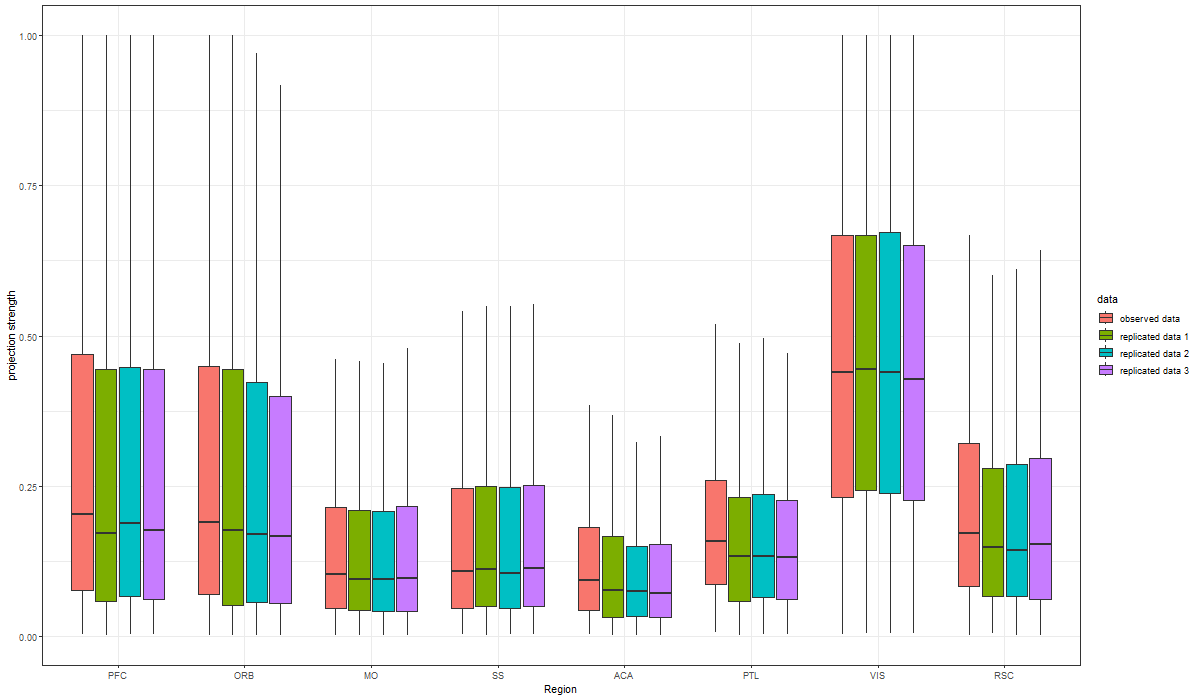 1.00
0.75
0.50
0.25
0.00
projection strength
PFC ORB MO SS ACA PTL VIS RSC
Region
data
observed data
replicated data 1
replicated data 2
replicated data 3